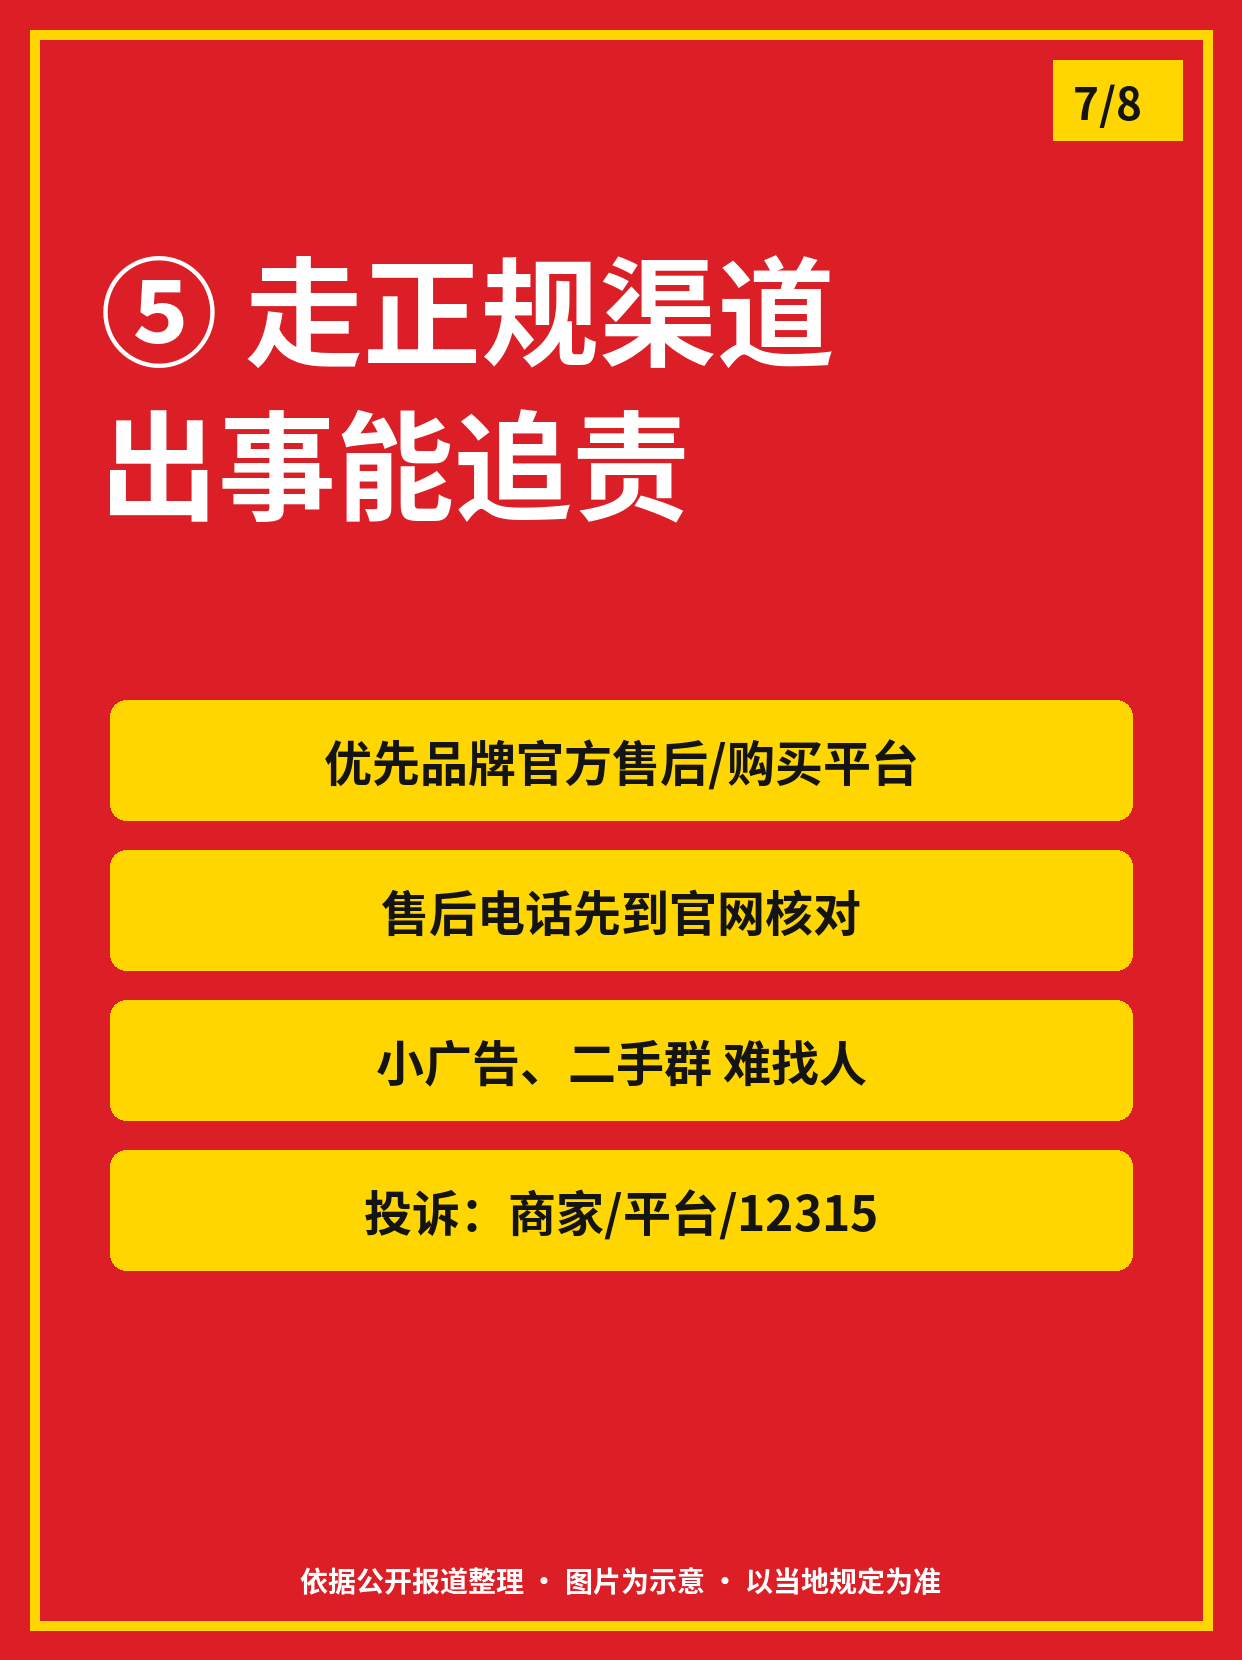 7/8
⑤ 走正规渠道
出事能追责
优先品牌官方售后/购买平台
售后电话先到官网核对
小广告、二手群 难找人
投诉：商家/平台/12315
依据公开报道整理 · 图片为示意 · 以当地规定为准